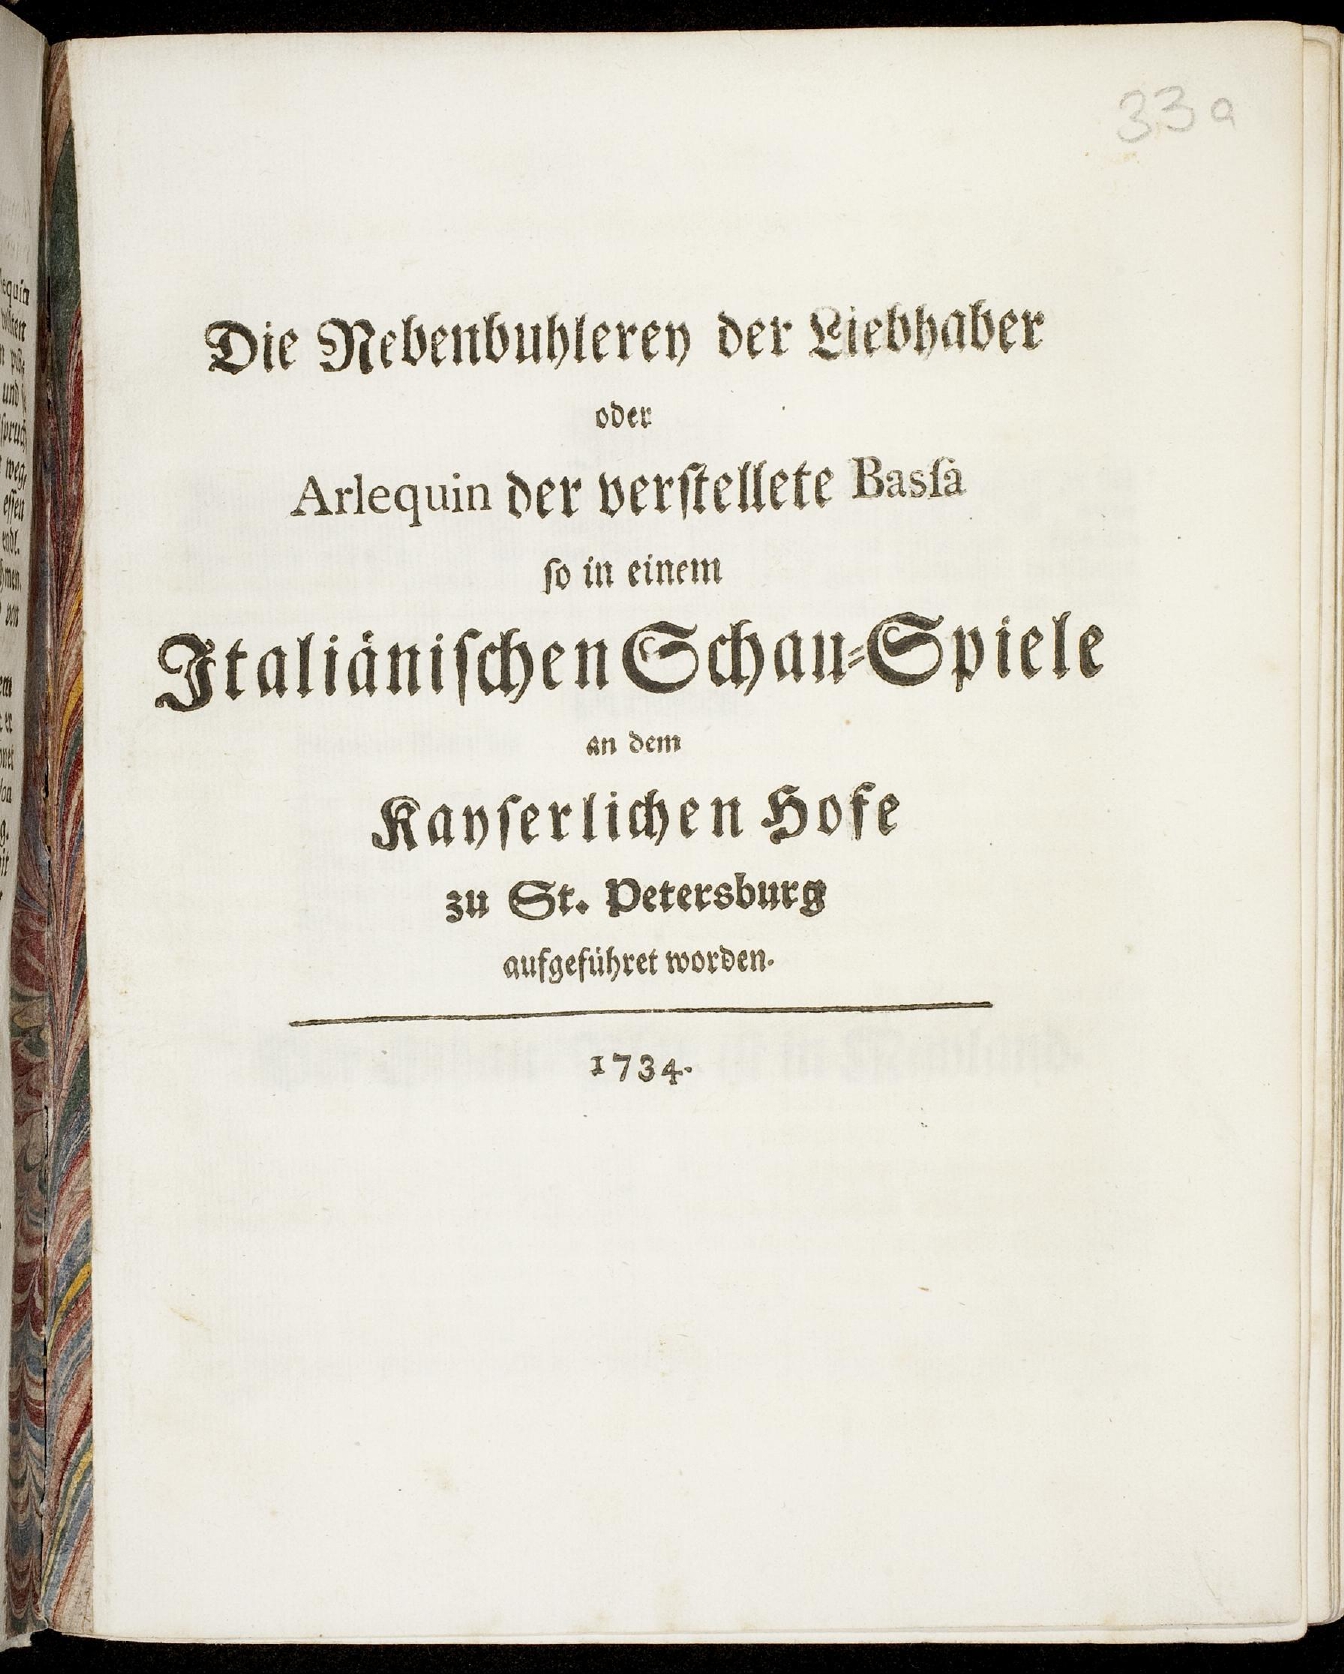 33a
Die Nebenbuhlerey der Liebhaber
oder
Arlequin der verſtellete Basſa
ſo in einem
Italiäniſchen Schau-Spiele
an dem
Kayſerlichen Hofe
zu St. Petersburg
aufgeführet worden.
1734.